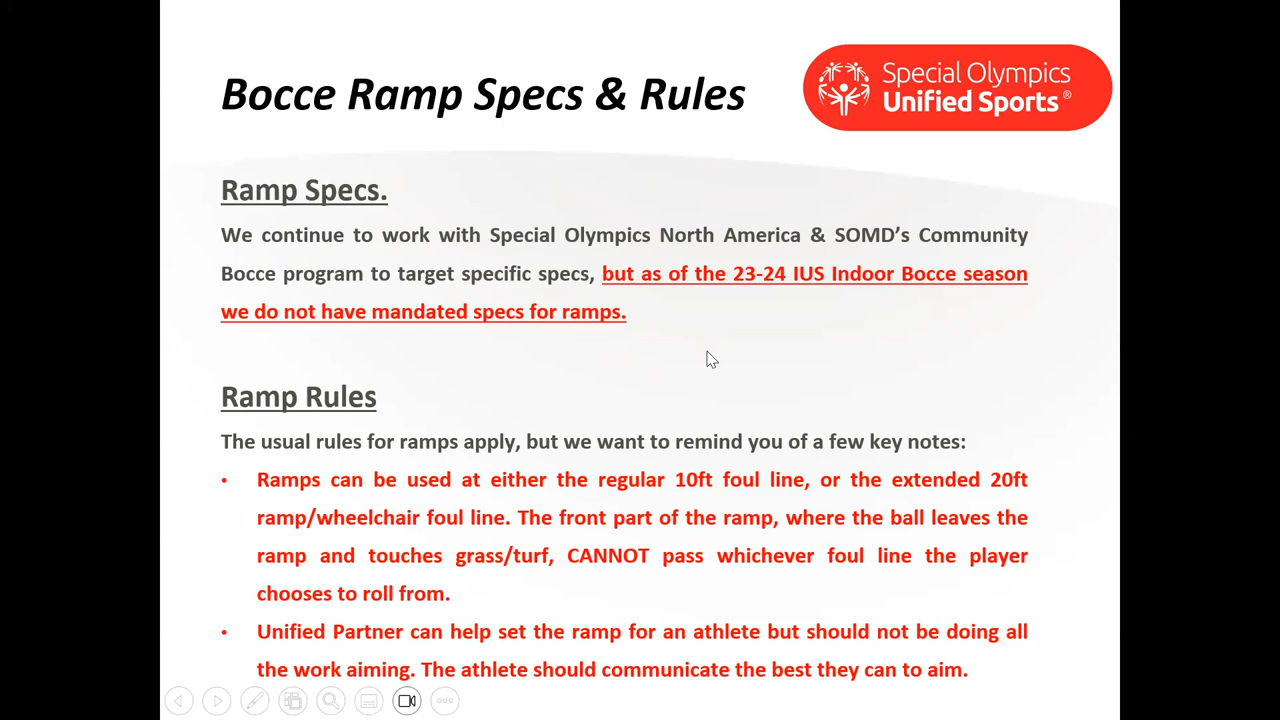 Bocce Ramp Specs & Rules
Special Olympics
Unified Sports®
Ramp Specs.
We continue to work with Special Olympics North America & SOMD’s Community
Bocce program to target specific specs, but as of the 23-24 IUS Indoor Bocce season
we do not have mandated specs for ramps.
Ramp Rules
The usual rules for ramps apply, but we want to remind you of a few key notes:
• Ramps can be used at either the regular 10ft foul line, or the extended 20ft
ramp/wheelchair foul line. The front part of the ramp, where the ball leaves the
ramp and touches grass/turf, CANNOT pass whichever foul line the player
chooses to roll from.
• Unified Partner can help set the ramp for an athlete but should not be doing all
the work aiming. The athlete should communicate the best they can to aim.